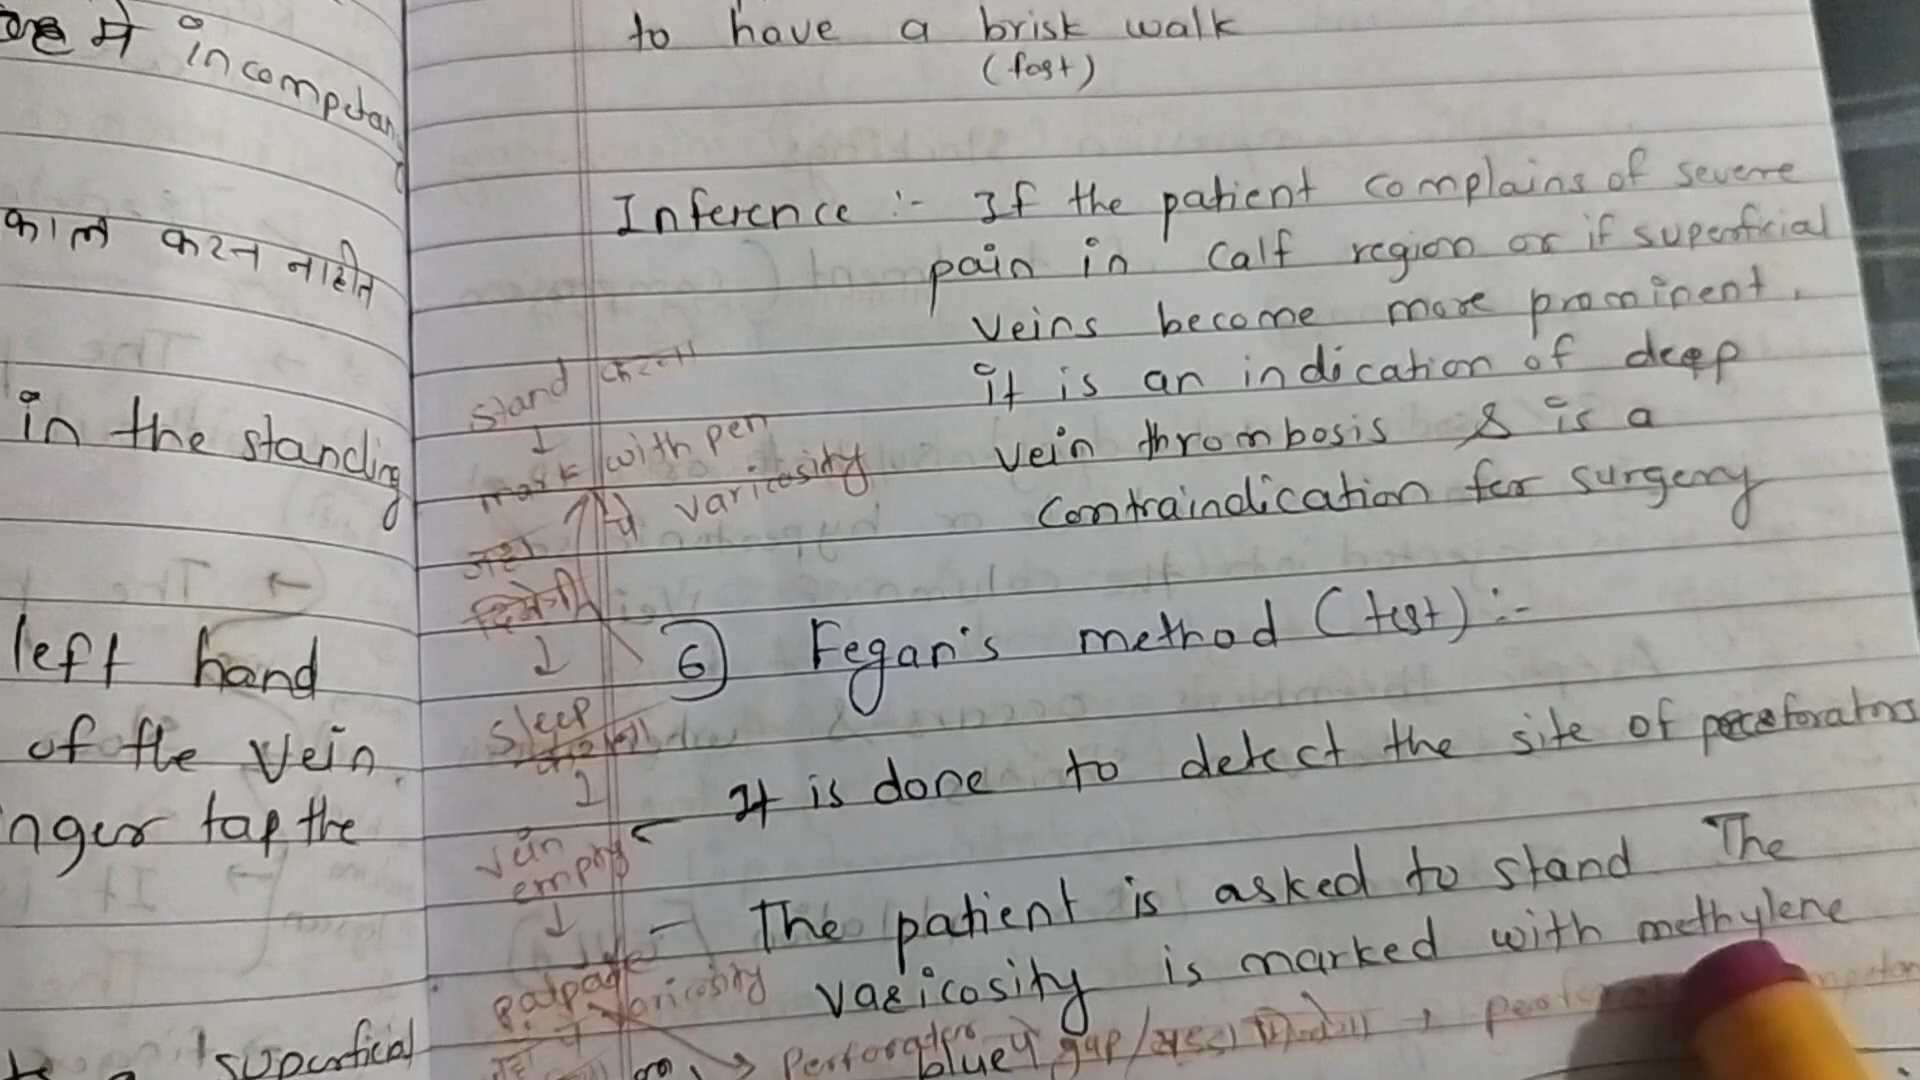 में incompetan
काल करत नाहीत
in the standing
left hand
of the vein.
nger tap the
superficial
to have a brisk walk
(fast)
Inference :- If the patient complains of severe
pain in calf region or if superficial
veins become more prominent,
it is an indication of deep
vein thrombosis & is a
contraindication for surgery
stand करना
↓
mark with pen
varicosity
↓
sleep
↓
vein
empty
↓
palpate
varicosity
6 Fegan's method (test) :-
It is done to detect the site of perforators
- The patient is asked to stand The
varicosity is marked with methylene
blue
→ Perforator gap/